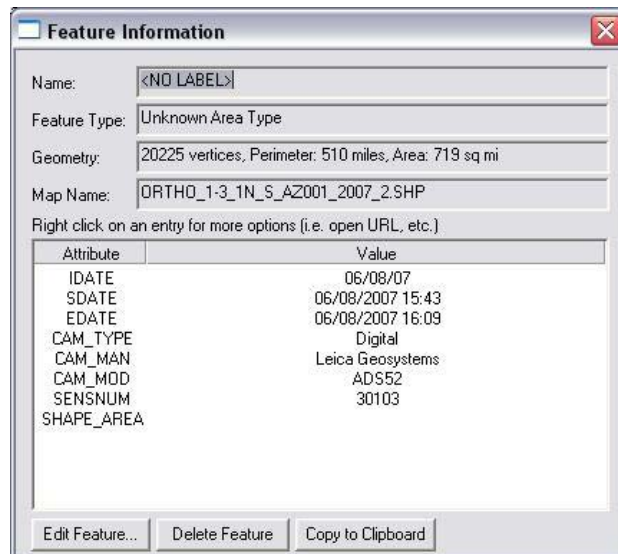 Feature Information
Name: <NO LABEL>
Feature Type: Unknown Area Type
Geometry: 20225 vertices, Perimeter: 510 miles, Area: 719 sq mi
Map Name: ORTHO_1-3_1N_S_AZ001_2007_2.SHP
Right click on an entry for more options (i.e. open URL, etc.)
Attribute Value
IDATE 06/08/07
SDATE 06/08/2007 15:43
EDATE 06/08/2007 16:09
CAM_TYPE Digital
CAM_MAN Leica Geosystems
CAM_MOD ADS52
SENSNUM 30103
SHAPE_AREA
Edit Feature... Delete Feature Copy to Clipboard